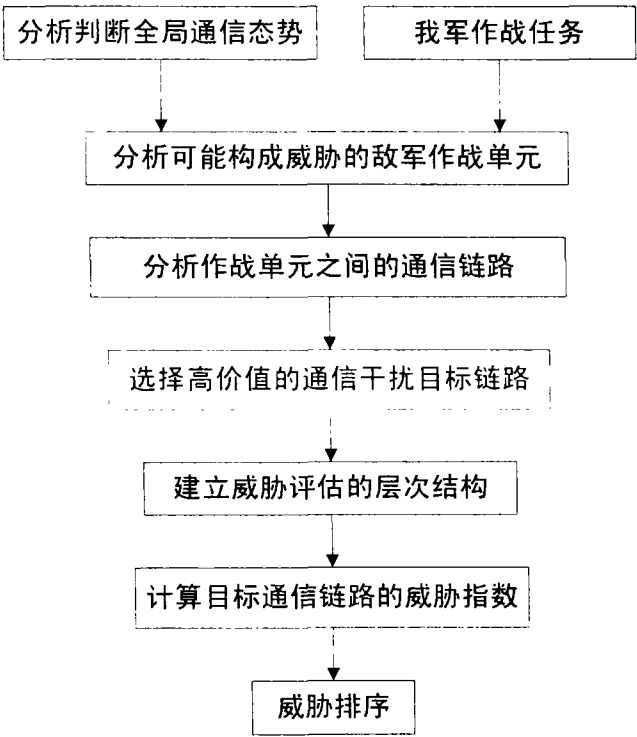 分析判断全局通信态势
我军作战任务
分析可能构成威胁的敌军作战单元
分析作战单元之间的通信链路
选择高价值的通信干扰目标链路
建立威胁评估的层次结构
计算目标通信链路的威胁指数
威胁排序